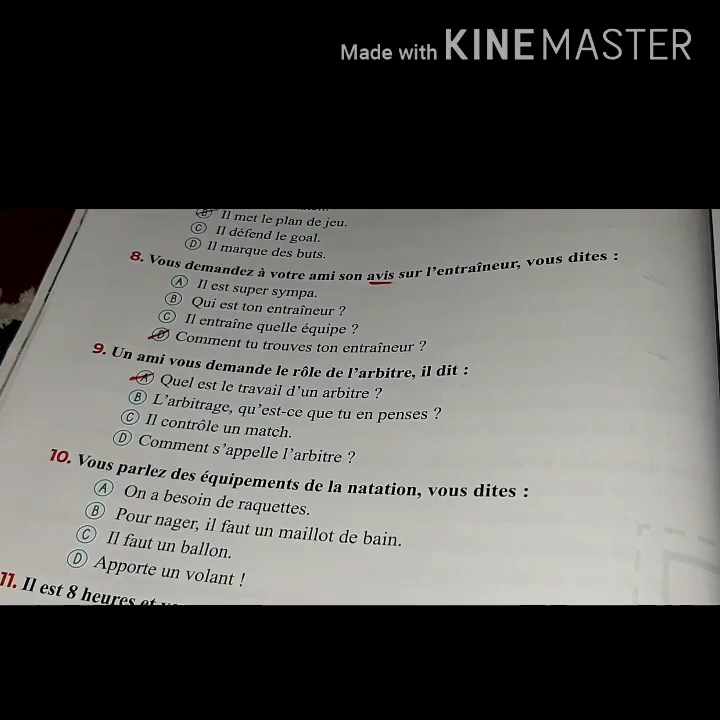 Made with KINEMASTER
B Il met le plan de jeu.
C Il défend le goal.
D Il marque des buts.
8. Vous demandez à votre ami son avis sur l'entraîneur, vous dites :
A Il est super sympa.
B Qui est ton entraîneur ?
C Il entraîne quelle équipe ?
D Comment tu trouves ton entraîneur ?
9. Un ami vous demande le rôle de l'arbitre, il dit :
A Quel est le travail d'un arbitre ?
B L'arbitrage, qu'est-ce que tu en penses ?
C Il contrôle un match.
D Comment s'appelle l'arbitre ?
10. Vous parlez des équipements de la natation, vous dites :
A On a besoin de raquettes.
B Pour nager, il faut un maillot de bain.
C Il faut un ballon.
D Apporte un volant !
11. Il est 8 heures et